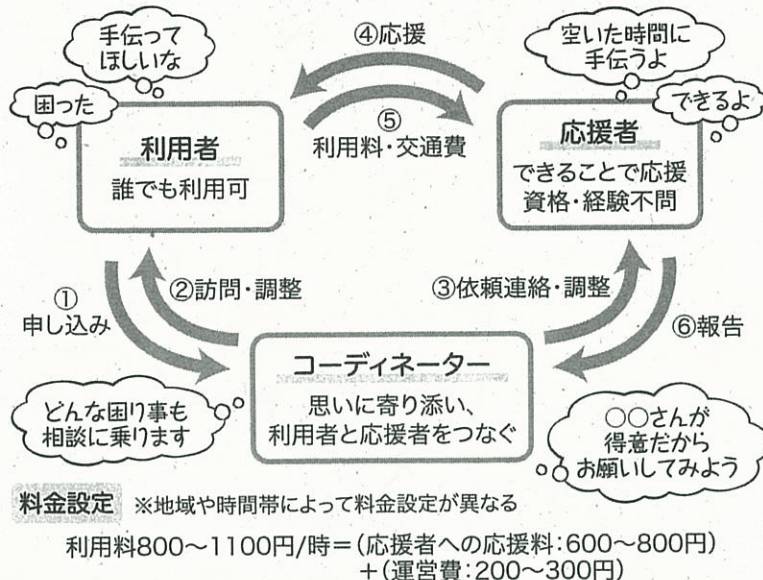 手伝って
ほしいな
困った
利用者
誰でも利用可
④応援
⑤
利用料・交通費
空いた時間に
手伝うよ
できるよ
応援者
できることで応援
資格・経験不問
①
申し込み
②訪問・調整
③依頼連絡・調整
⑥報告
コーディネーター
思いに寄り添い、
利用者と応援者をつなぐ
どんな困り事も
相談に乗ります
○○さんが
得意だから
お願いしてみよう
料金設定 ※地域や時間帯によって料金設定が異なる
利用料800〜1100円/時=(応援者への応援料:600〜800円)
+(運営費:200〜300円)